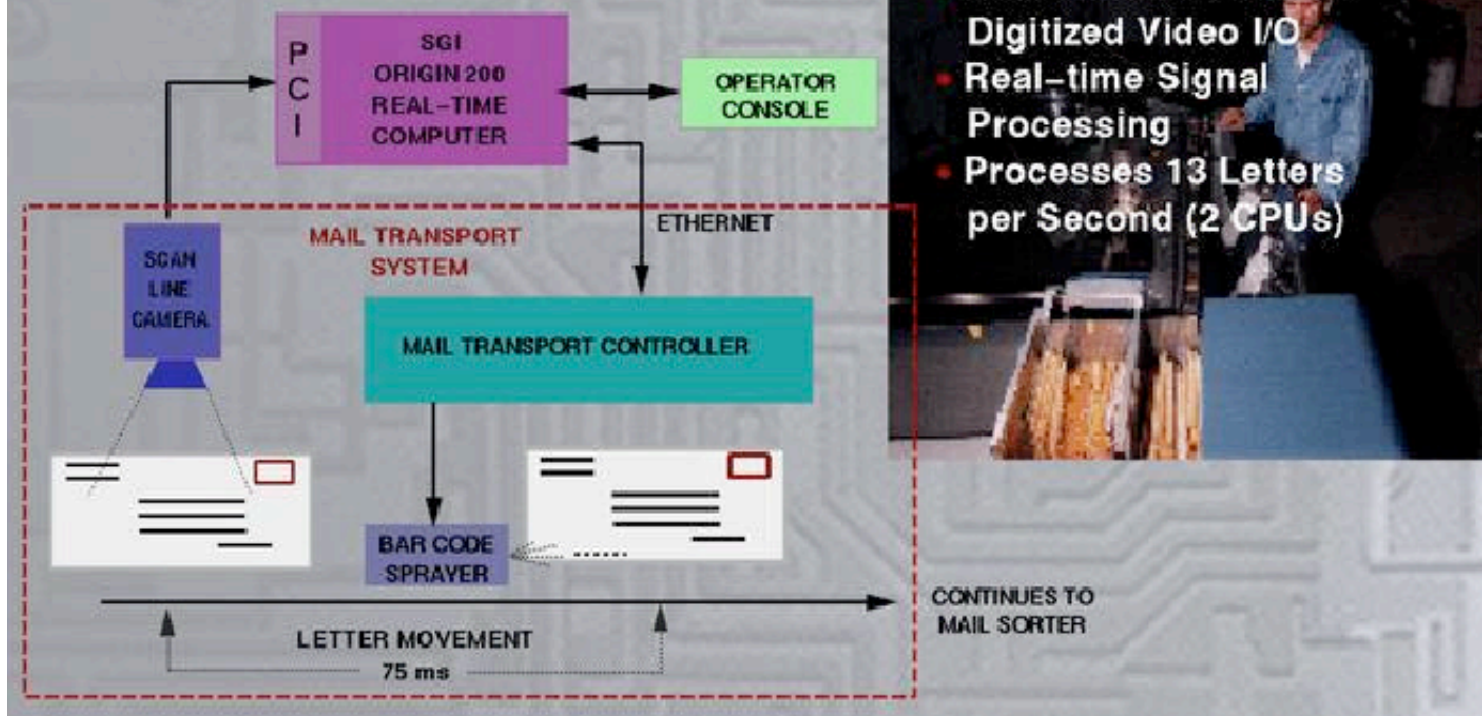 P
C
I
SGI
ORIGIN 200
REAL-TIME
COMPUTER
OPERATOR
CONSOLE
Digitized Video I/O
Real-time Signal
Processing
Processes 13 Letters
per Second (2 CPUs)
ETHERNET
MAIL TRANSPORT
SYSTEM
SCAN
LINE
CAMERA
MAIL TRANSPORT CONTROLLER
BAR CODE
SPRAYER
CONTINUES TO
MAIL SORTER
LETTER MOVEMENT
75 ms